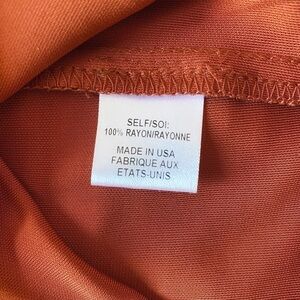 SELF/SOI:
100% RAYON/RAYONNE
MADE IN USA
FABRIQUE AUX
ETATS-UNIS